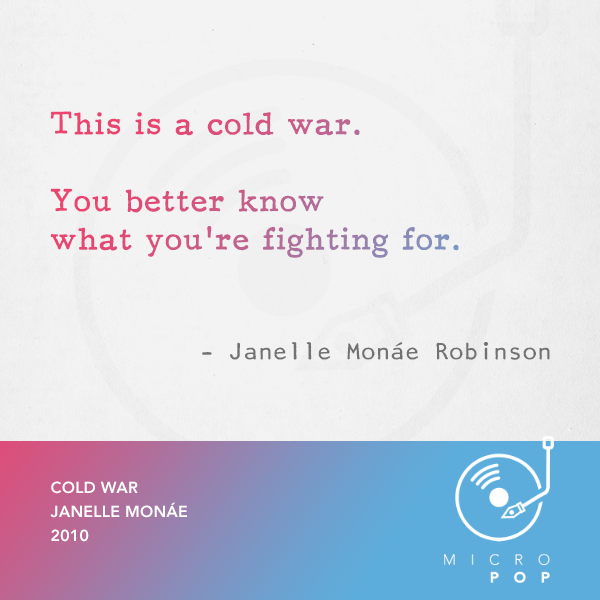 This is a cold war.
You better know
what you're fighting for.
- Janelle Monáe Robinson
COLD WAR
JANELLE MONÁE
2010
MICRO
POP